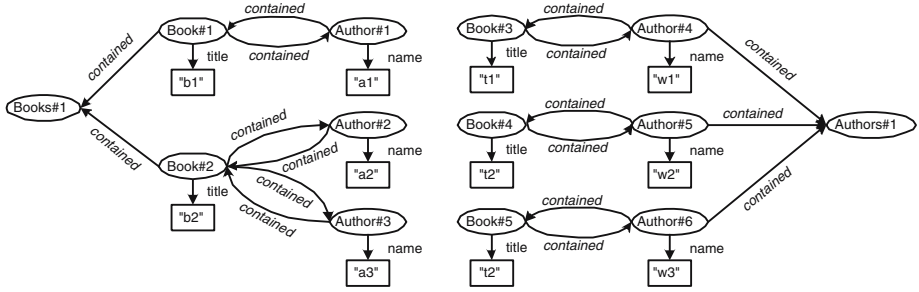 contained
Book#1
Author#1
contained
title
name
"b1"
"a1"
contained
Books#1
contained
contained
Author#2
contained
name
"a2"
Book#2
title
"b2"
contained
contained
Author#3
name
"a3"
contained
Book#3
Author#4
contained
title
name
"t1"
"w1"
contained
contained
Book#4
Author#5
contained
contained
title
name
"t2"
"w2"
Authors#1
contained
contained
Book#5
Author#6
contained
title
name
"t2"
"w3"